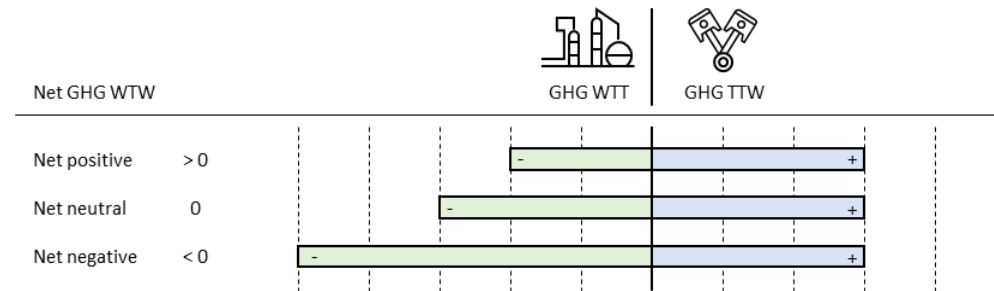 Net GHG WTW GHG WTT GHG TTW
Net positive > 0 - +
Net neutral 0 - +
Net negative < 0 - +